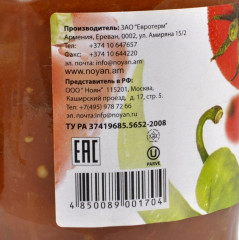 Производитель: ЗАО "Евротерм"
Армения, Ереван, 0002, ул. Амиряна 15/2
Тел.: +374 10 647657
Факс: +374 10 644220
Эл. почта: info@noyan.am
www.noyan.am
Представитель в РФ:
ООО "Ноян", 115201, Москва,
Каширский проезд, д. 17, стр. 5.
Тел: +7(495) 978 72 66
Эл. почта: info@noyan.ru
ТУ РА 37419685.5652-2008
EAC
U
PARVE
4 850089 001704